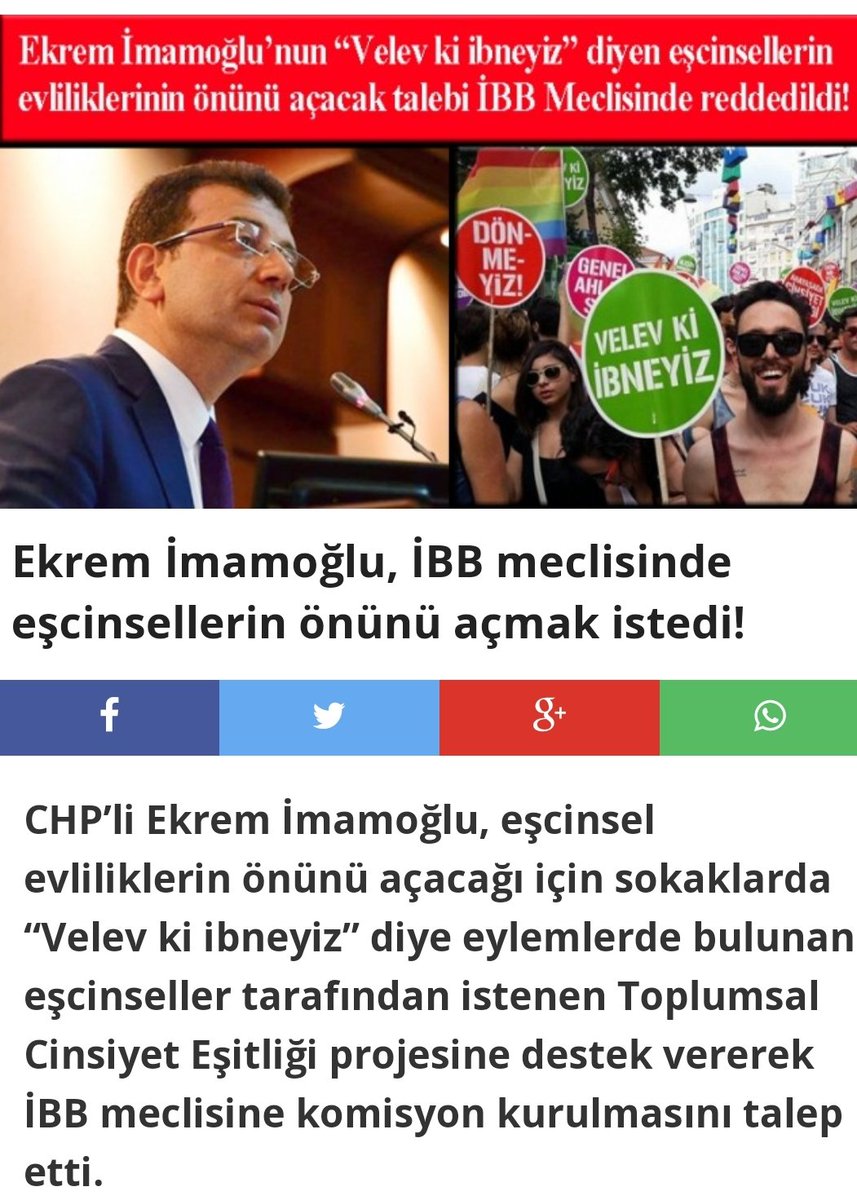 Ekrem İmamoğlu’nun “Velev ki ibneyiz” diyen eşcinsellerin
evliliklerinin önünü açacak talebi İBB Meclisinde reddedildi!
Kİ
YİZ
DÖN-
ME-
YİZ!
GENEL
AHL
VELEV Kİ
İBNEYİZ
Ekrem İmamoğlu, İBB meclisinde
eşcinsellerin önünü açmak istedi!
f
g+
CHP’li Ekrem İmamoğlu, eşcinsel
evliliklerin önünü açacağı için sokaklarda
“Velev ki ibneyiz” diye eylemlerde bulunan
eşcinseller tarafından istenen Toplumsal
Cinsiyet Eşitliği projesine destek vererek
İBB meclisine komisyon kurulmasını talep
etti.